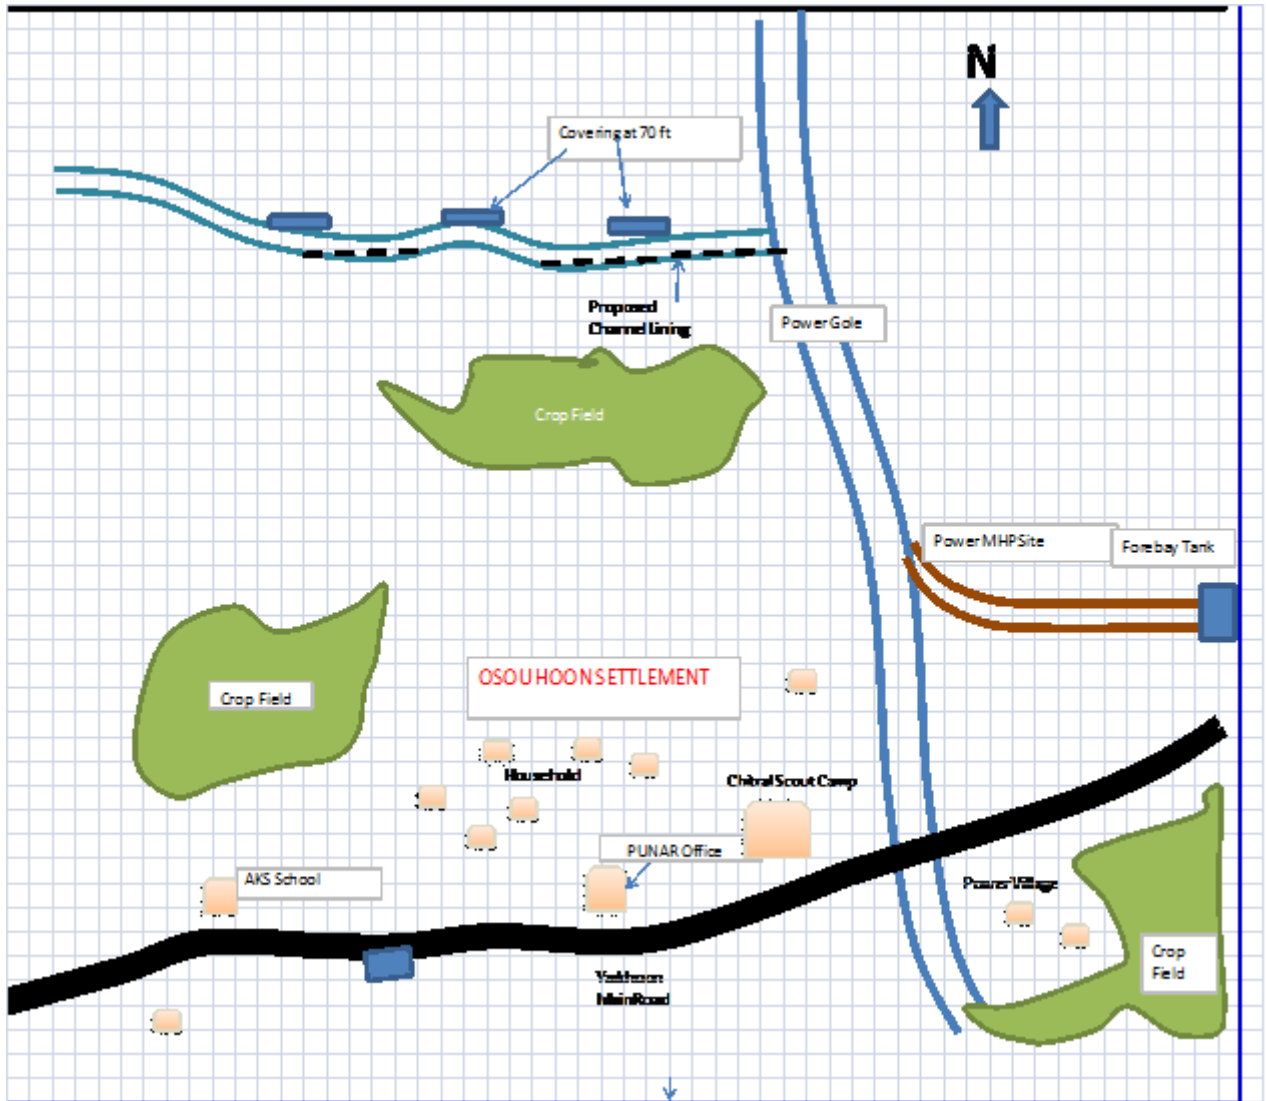 N
Covering at 70 ft
Proposed
Channel Lining
Power Gole
Crop Field
Power MHP Site
Forebay Tank
OSOU HOON SETTLEMENT
Crop Field
Household
Chitral Scout Camp
PUNAR Office
AKS School
Power Village
Crop
Field
Yarkhoon
Main Road